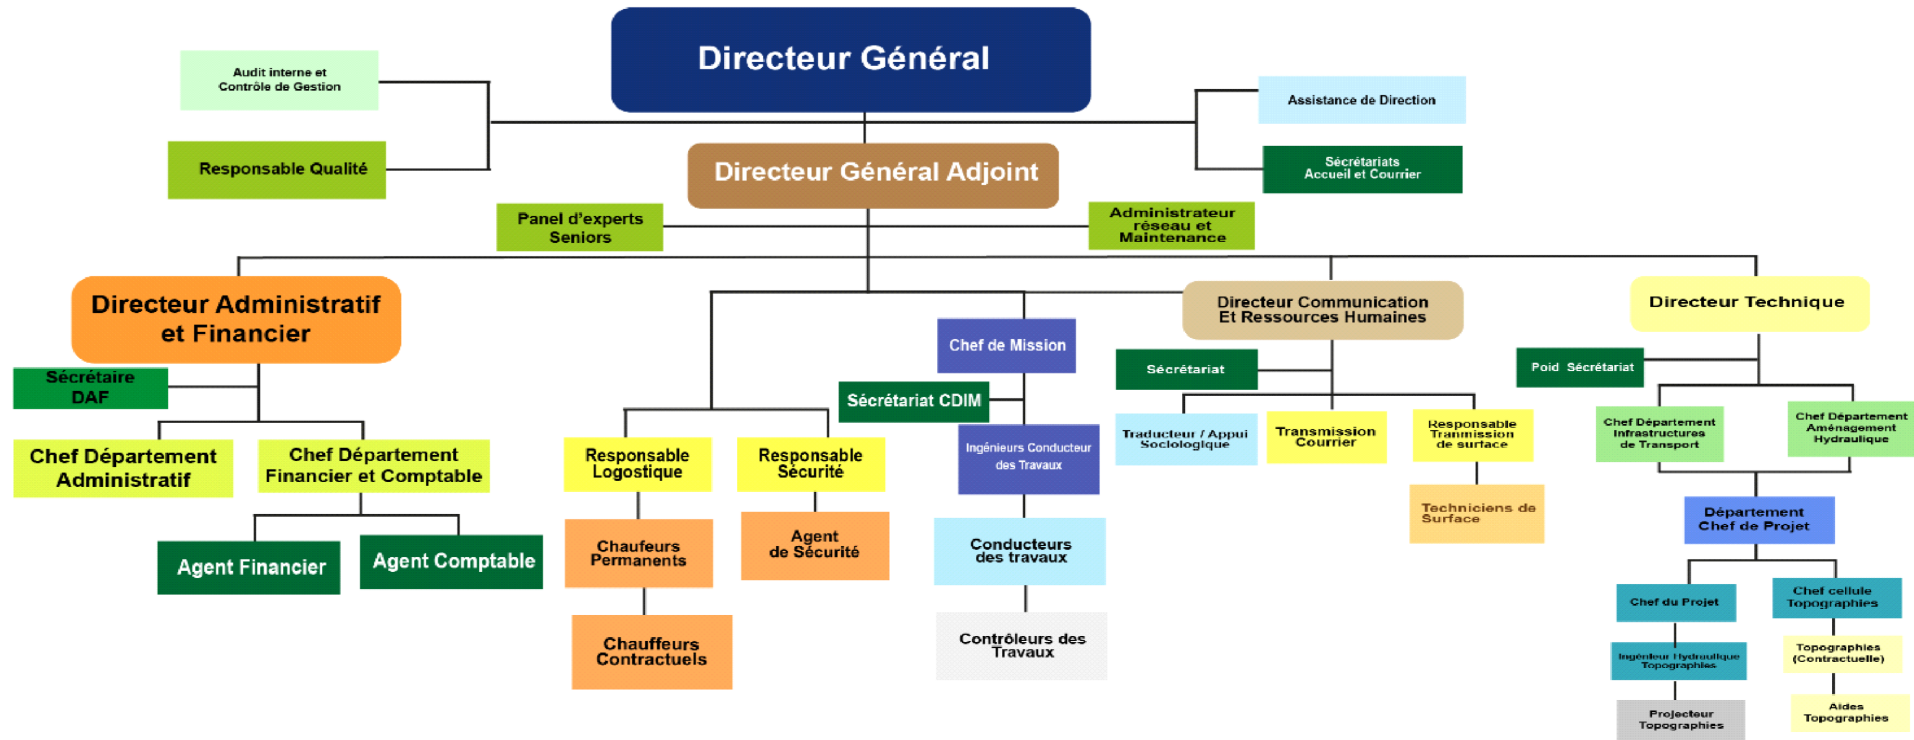 Directeur Général
Audit interne et
Contrôle de Gestion
Assistance de Direction
Responsable Qualité
Directeur Général Adjoint
Sécrétariats
Accueil et Courrier
Panel d'experts
Seniors
Administrateur
réseau et
Maintenance
Directeur Administratif
et Financier
Directeur Communication
Et Ressources Humaines
Directeur Technique
Chef de Mission
Sécrétaire
DAF
Sécrétariat CDIM
Sécrétariat
Poid Sécrétariat
Chef Département
Administratif
Chef Département
Financier et Comptable
Responsable
Logostique
Responsable
Sécurité
Ingénieurs Conducteur
des Travaux
Traducteur / Appui
Sociologique
Transmission
Courrier
Responsable
Tranmission
de surface
Chef Département
Infrastructures
de Transport
Chef Département
Aménagement
Hydraulique
Agent Financier
Agent Comptable
Chaufeurs
Permanents
Agent
de Sécurité
Conducteurs
des travaux
Techniciens de
Surface
Département
Chef de Projet
Chauffeurs
Contractuels
Contrôleurs des
Travaux
Chef du Projet
Chef cellule
Topographies
Ingénieur Hydraulique
Topographies
Topographies
(Contractuelle)
Projecteur
Topographies
Aides
Topographies